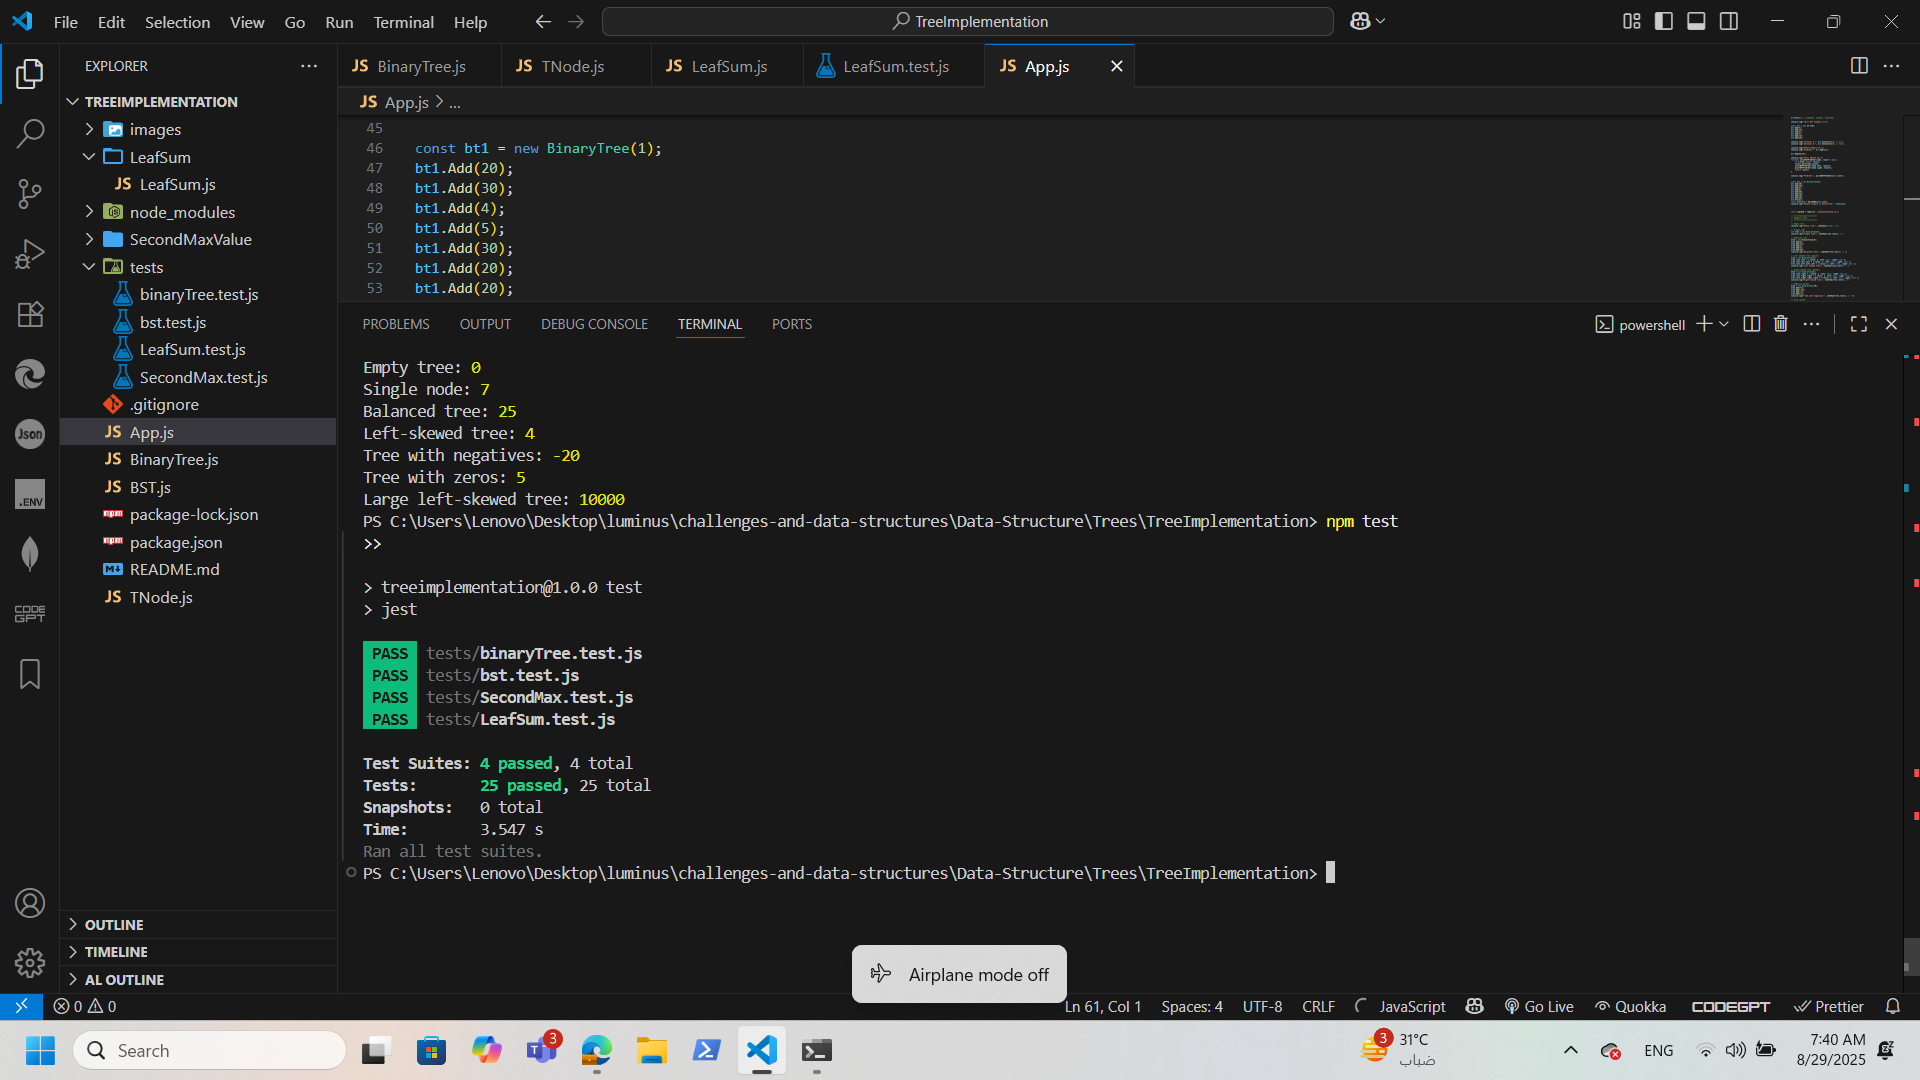 File Edit Selection View Go Run Terminal Help
TreeImplementation
EXPLORER
TREEIMPLEMENTATION
images
LeafSum
JS LeafSum.js
node_modules
SecondMaxValue
tests
binaryTree.test.js
bst.test.js
LeafSum.test.js
SecondMax.test.js
.gitignore
JS App.js
JS BinaryTree.js
JS BST.js
npm package-lock.json
npm package.json
README.md
JS TNode.js
OUTLINE
TIMELINE
AL OUTLINE
Json
.ENV
CODE
GPT
JS BinaryTree.js JS TNode.js JS LeafSum.js LeafSum.test.js JS App.js
JS App.js > ...
45
46 const bt1 = new BinaryTree(1);
47 bt1.Add(20);
48 bt1.Add(30);
49 bt1.Add(4);
50 bt1.Add(5);
51 bt1.Add(30);
52 bt1.Add(20);
53 bt1.Add(20);
PROBLEMS OUTPUT DEBUG CONSOLE TERMINAL PORTS
powershell
Empty tree: 0
Single node: 7
Balanced tree: 25
Left-skewed tree: 4
Tree with negatives: -20
Tree with zeros: 5
Large left-skewed tree: 10000
PS C:\Users\Lenovo\Desktop\luminus\challenges-and-data-structures\Data-Structure\Trees\TreeImplementation> npm test
>>
> treeimplementation@1.0.0 test
> jest
PASS tests/binaryTree.test.js
PASS tests/bst.test.js
PASS tests/SecondMax.test.js
PASS tests/LeafSum.test.js
Test Suites: 4 passed, 4 total
Tests: 25 passed, 25 total
Snapshots: 0 total
Time: 3.547 s
Ran all test suites.
PS C:\Users\Lenovo\Desktop\luminus\challenges-and-data-structures\Data-Structure\Trees\TreeImplementation>
Airplane mode off
0 0
Ln 61, Col 1 Spaces: 4 UTF-8 CRLF JavaScript Go Live Quokka CODEGPT Prettier
Search
3
3
31°C
ضباب
ENG
7:40 AM
8/29/2025